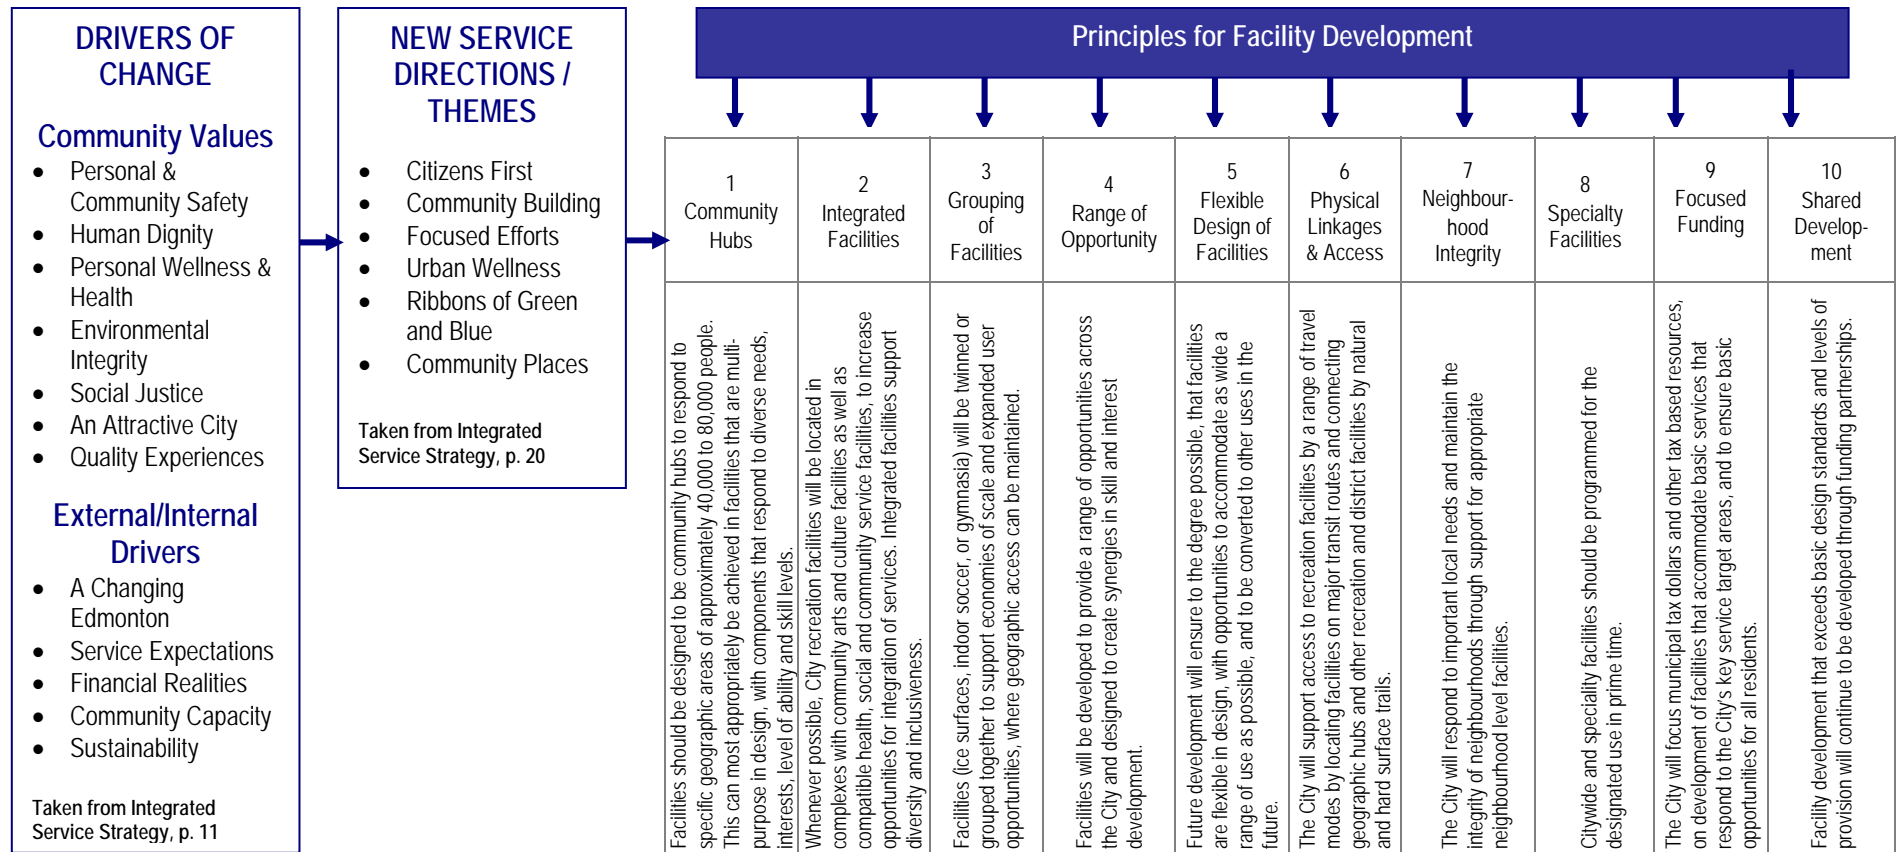 DRIVERS OF
CHANGE
Community Values
• Personal &
Community Safety
• Human Dignity
• Personal Wellness &
Health
• Environmental
Integrity
• Social Justice
• An Attractive City
• Quality Experiences
External/Internal
Drivers
• A Changing
Edmonton
• Service Expectations
• Financial Realities
• Community Capacity
• Sustainability
Taken from Integrated
Service Strategy, p. 11
NEW SERVICE
DIRECTIONS /
THEMES
• Citizens First
• Community Building
• Focused Efforts
• Urban Wellness
• Ribbons of Green
and Blue
• Community Places
Taken from Integrated
Service Strategy, p. 20
Principles for Facility Development
1
Community
Hubs
2
Integrated
Facilities
3
Grouping
of
Facilities
4
Range of
Opportunity
5
Flexible
Design of
Facilities
6
Physical
Linkages
& Access
7
Neighbour-
hood
Integrity
8
Specialty
Facilities
9
Focused
Funding
10
Shared
Develop-
ment
Facilities should be designed to be community hubs to respond to
specific geographic areas of approximately 40,000 to 80,000 people.
This can most appropriately be achieved in facilities that are multi-
purpose in design, with components that respond to diverse needs,
interests, level of ability and skill levels.
Whenever possible, City recreation facilities will be located in
complexes with community arts and culture facilities as well as
compatible health, social and community service facilities, to increase
opportunities for integration of services. Integrated facilities support
diversity and inclusiveness.
Facilities (ice surfaces, indoor soccer, or gymnasia) will be twinned or
grouped together to support economies of scale and expanded user
opportunities, where geographic access can be maintained.
Facilities will be developed to provide a range of opportunities across
the City and designed to create synergies in skill and interest
development.
Future development will ensure to the degree possible, that facilities
are flexible in design, with opportunities to accommodate as wide a
range of use as possible, and to be converted to other uses in the
future.
The City will support access to recreation facilities by a range of travel
modes by locating facilities on major transit routes and connecting
geographic hubs and other recreation and district facilities by natural
and hard surface trails.
The City will respond to important local needs and maintain the
integrity of neighbourhoods through support for appropriate
neighbourhood level facilities.
Citywide and speciality facilities should be programmed for the
designated use in prime time.
The City will focus municipal tax dollars and other tax based resources,
on development of facilities that accommodate basic services that
respond to the City's key service target areas, and to ensure basic
opportunities for all residents.
Facility development that exceeds basic design standards and levels of
provision will continue to be developed through funding partnerships.